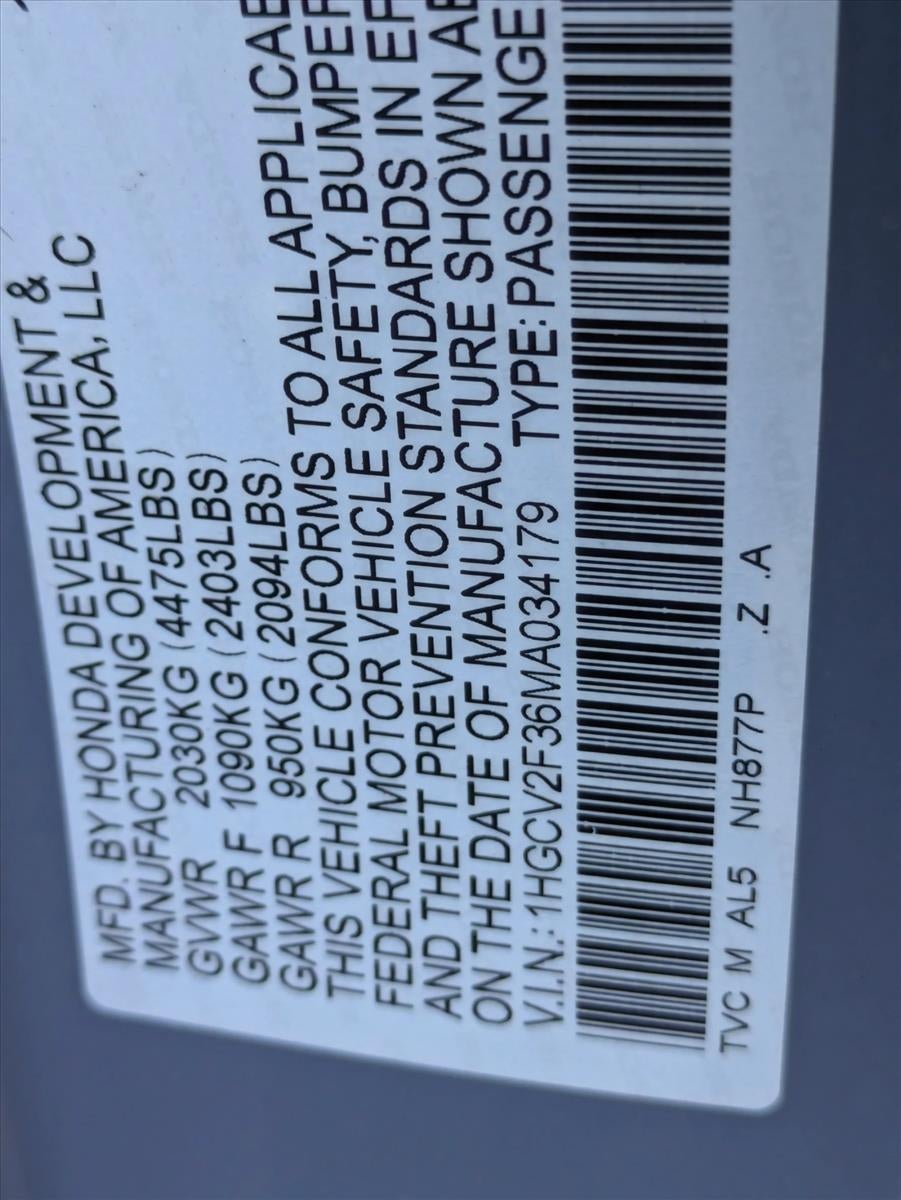 MFD. BY HONDA DEVELOPMENT &
MANUFACTURING OF AMERICA, LLC
GVWR 2030KG (4475LBS)
GAWR F 1090KG (2403LBS)
GAWR R 950KG (2094LBS)
THIS VEHICLE CONFORMS TO ALL APPLICAB
FEDERAL MOTOR VEHICLE SAFETY, BUMPER
AND THEFT PREVENTION STANDARDS IN EF
ON THE DATE OF MANUFACTURE SHOWN AB
V.I.N.: 1HGCV2F36MA034179 TYPE: PASSENGE
TVC M AL5 NH877P .Z .A